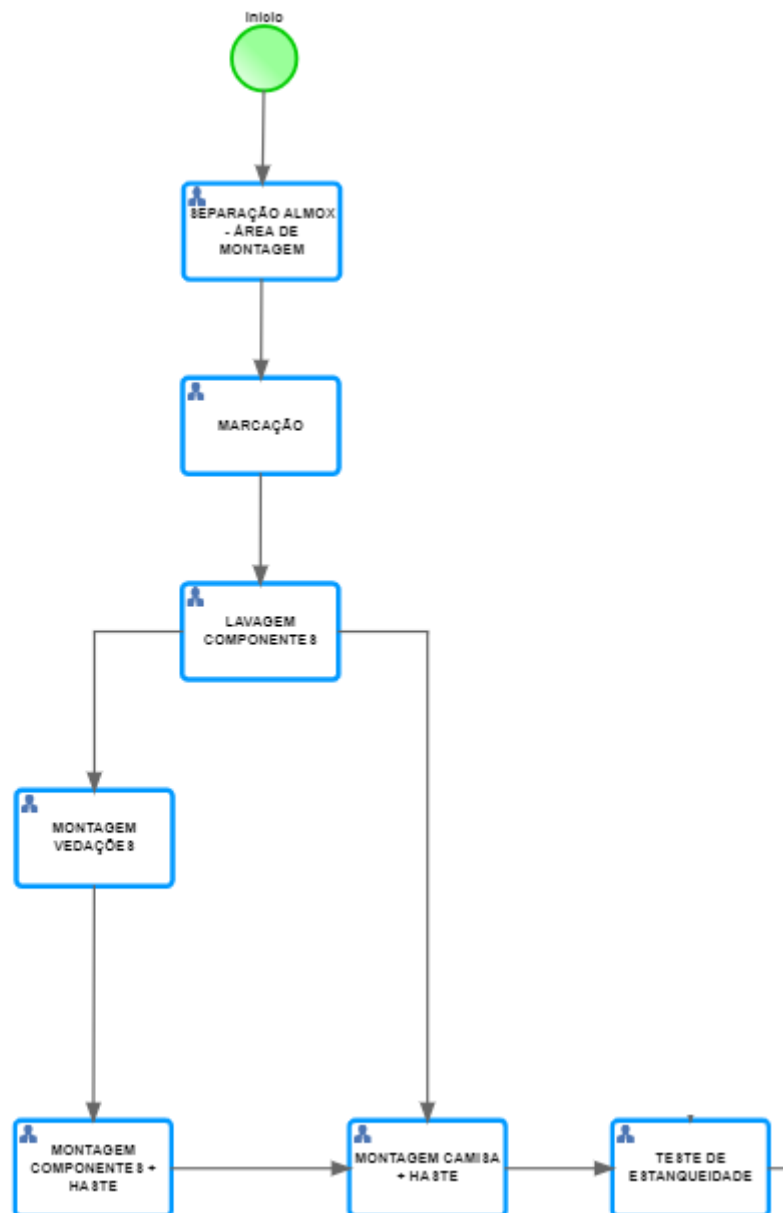 Início
SEPARAÇÃO ALMOX
- ÁREA DE
MONTAGEM
MARCAÇÃO
LAVAGEM
COMPONENTES
MONTAGEM
VEDAÇÕES
MONTAGEM
COMPONENTES +
HASTE
MONTAGEM CAMISA
+ HASTE
TESTE DE
ESTANQUEIDADE